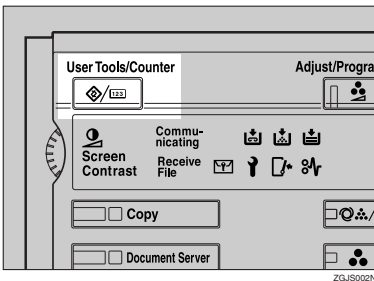 User Tools/Counter
Adjust/Progra
123
Commu-
nicating
Screen
Contrast
Receive
File
Copy
Document Server
ZGJS002N